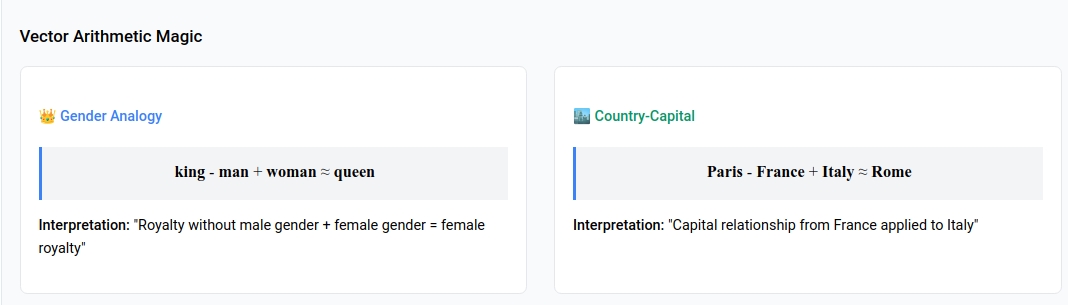 Vector Arithmetic Magic
👑 Gender Analogy
king - man + woman ≈ queen
Interpretation: "Royalty without male gender + female gender = female
royalty"
🏙️ Country-Capital
Paris - France + Italy ≈ Rome
Interpretation: "Capital relationship from France applied to Italy"